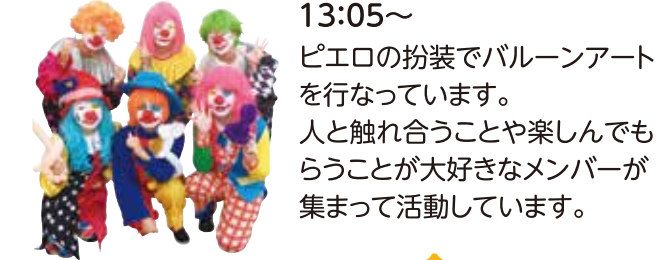 13:05～
ピエロの扮装でバルーンアート
を行なっています。
人と触れ合うことや楽しんでも
らうことが大好きなメンバーが
集まって活動しています。